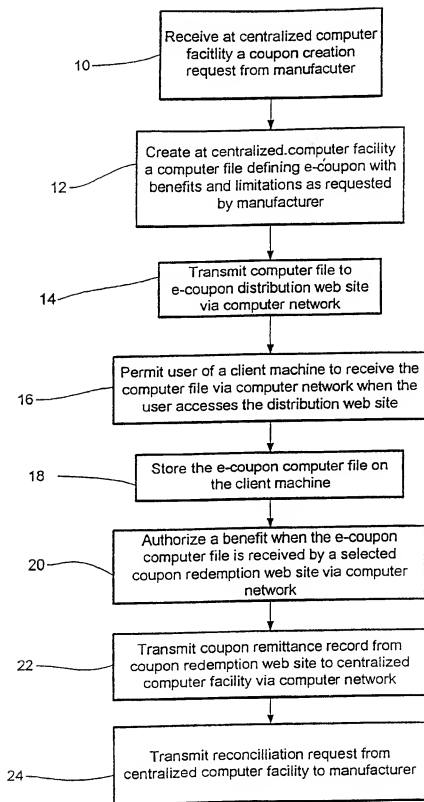 10
Receive at centralized computer
facitlity a coupon creation
request from manufacuter
12
Create at centralized.computer facility
a computer file defining e-coupon with
benefits and limitations as requested
by manufacturer
14
Transmit computer file to
e-coupon distribution web site
via computer network
16
Permit user of a client machine to receive the
computer file via computer network when the
user accesses the distribution web site
18
Store the e-coupon computer file on
the client machine
20
Authorize a benefit when the e-coupon
computer file is received by a selected
coupon redemption web site via computer
network
22
Transmit coupon remittance record from
coupon redemption web site to centralized
computer facility via computer network
24
Transmit reconcilliation request from
centralized computer facility to manufacturer